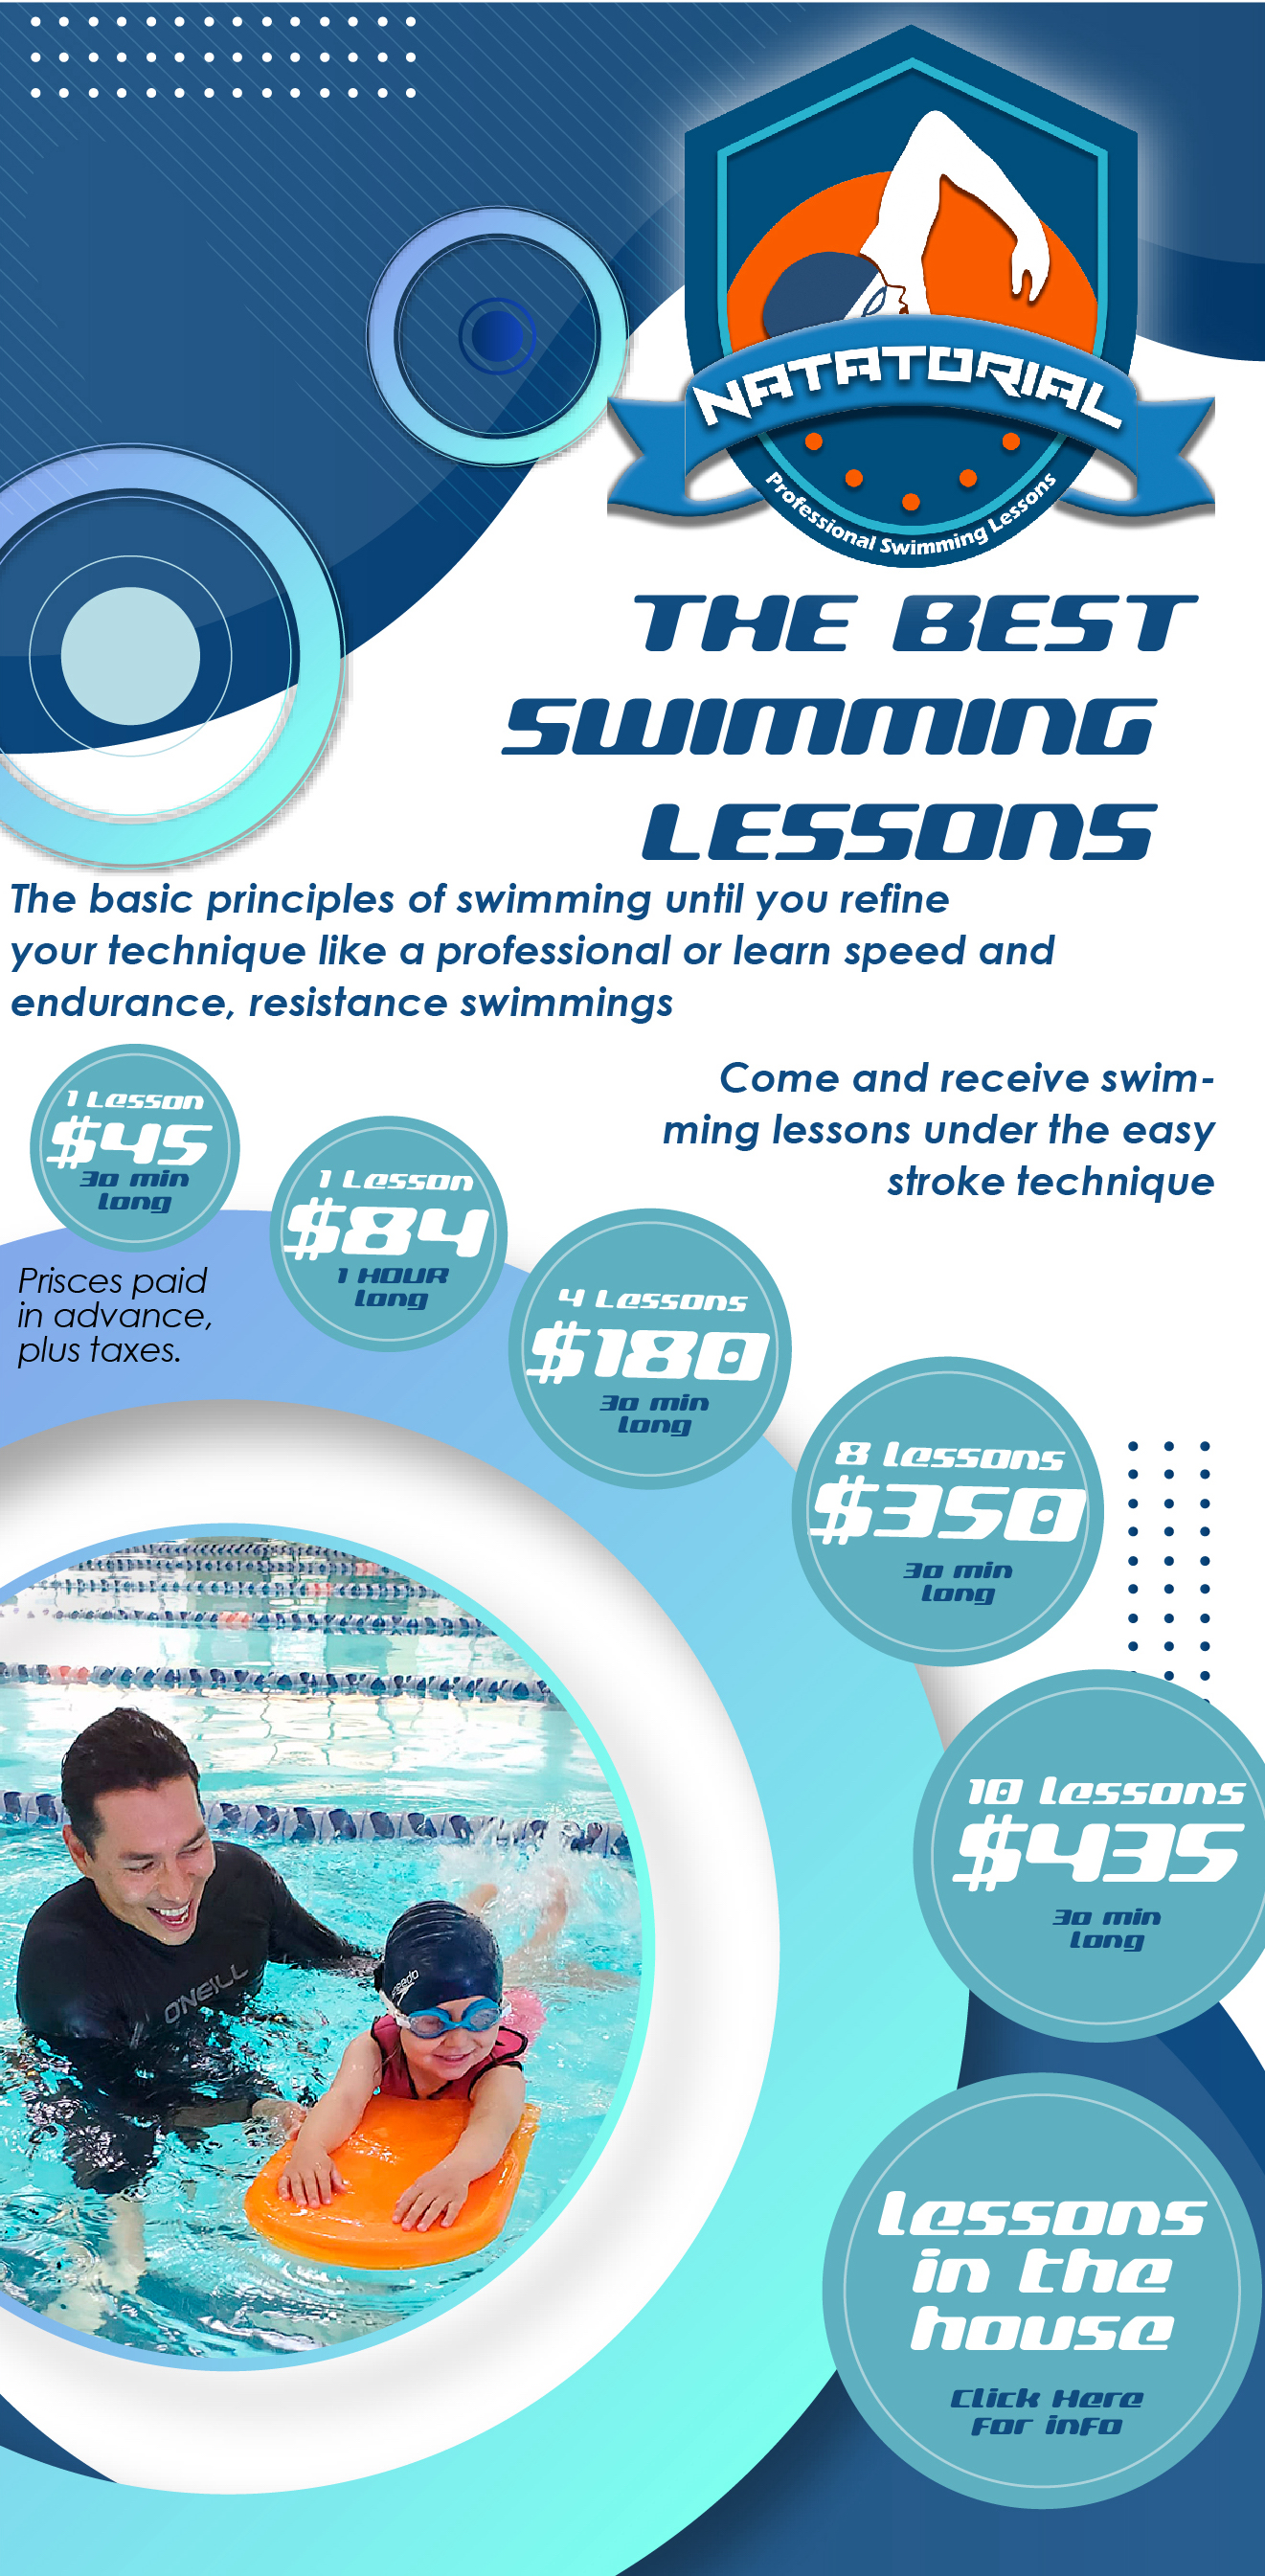 NATATORIAL
Professional Swimming Lessons
THE BEST
SWIMMING
LESSONS
The basic principles of swimming until you refine
your technique like a professional or learn speed and
endurance, resistance swimmings
Come and receive swim-
ming lessons under the easy
stroke technique
1 Lesson
$45
30 min
long
1 Lesson
$84
1 HOUR
long
Prisces paid
in advance,
plus taxes.
4 Lessons
$180
30 min
long
8 Lessons
$350
30 min
long
10 Lessons
$435
30 min
long
O'NEILL
speedo
Lessons
in the
house
Click Here
For info